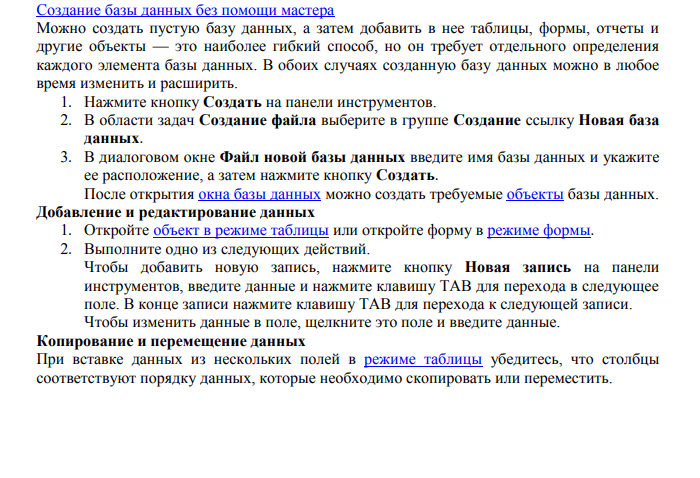 Создание базы данных без помощи мастера
Можно создать пустую базу данных, а затем добавить в нее таблицы, формы, отчеты и
другие объекты — это наиболее гибкий способ, но он требует отдельного определения
каждого элемента базы данных. В обоих случаях созданную базу данных можно в любое
время изменить и расширить.
1. Нажмите кнопку Создать на панели инструментов.
2. В области задач Создание файла выберите в группе Создание ссылку Новая база
данных.
3. В диалоговом окне Файл новой базы данных введите имя базы данных и укажите
ее расположение, а затем нажмите кнопку Создать.
После открытия окна базы данных можно создать требуемые объекты базы данных.
Добавление и редактирование данных
1. Откройте объект в режиме таблицы или откройте форму в режиме формы.
2. Выполните одно из следующих действий.
Чтобы добавить новую запись, нажмите кнопку Новая запись на панели
инструментов, введите данные и нажмите клавишу TAB для перехода в следующее
поле. В конце записи нажмите клавишу TAB для перехода к следующей записи.
Чтобы изменить данные в поле, щелкните это поле и введите данные.
Копирование и перемещение данных
При вставке данных из нескольких полей в режиме таблицы убедитесь, что столбцы
соответствуют порядку данных, которые необходимо скопировать или переместить.